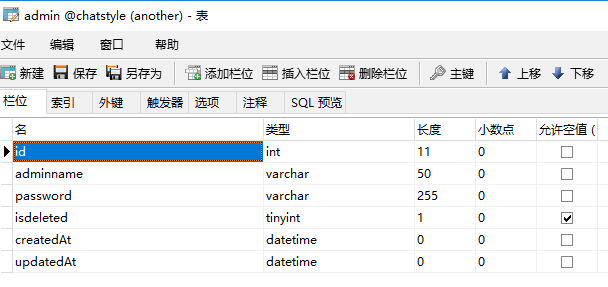 admin @chatstyle (another) - 表
文件 编辑 窗口 帮助
新建 保存 另存为 添加栏位 插入栏位 删除栏位 主键 上移 下移
栏位 索引 外键 触发器 选项 注释 SQL 预览
名 类型 长度 小数点 允许空值 (
id int 11 0
adminname varchar 50 0
password varchar 255 0
isdeleted tinyint 1 0
createdAt datetime 0 0
updatedAt datetime 0 0